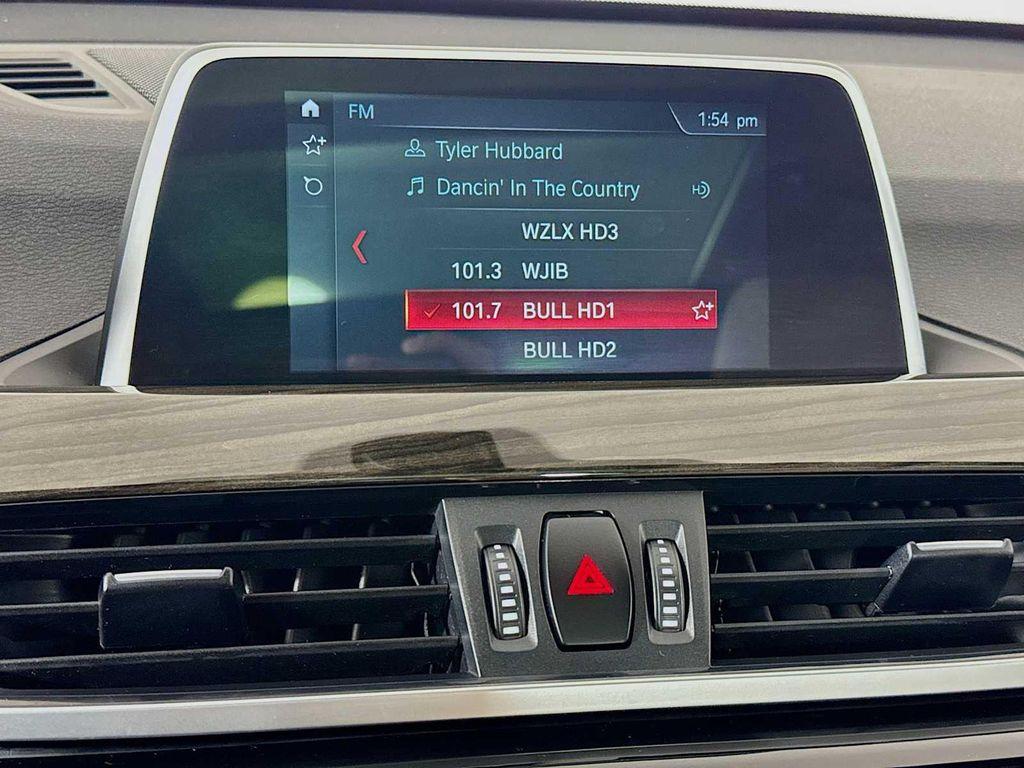 FM
1:54 pm
Tyler Hubbard
Dancin' In The Country HD
WZLX HD3
101.3 WJIB
101.7 BULL HD1
BULL HD2